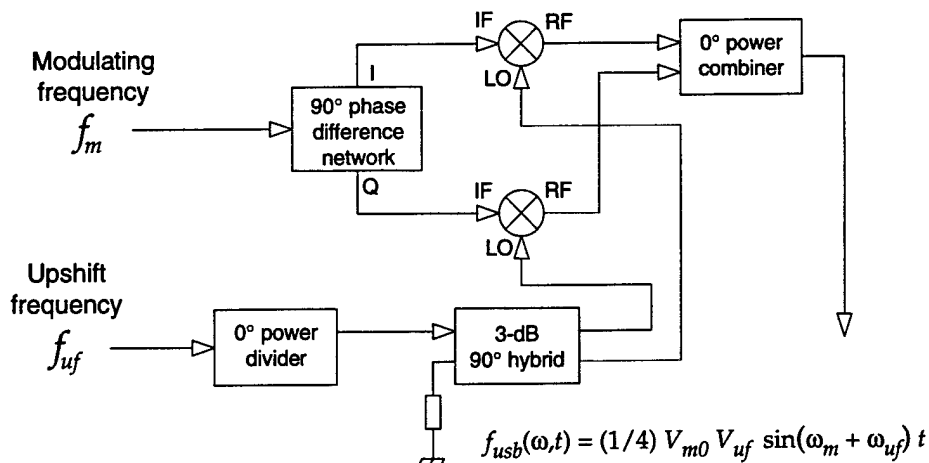 Modulating
frequency
f_m
I
90° phase
difference
network
Q
IF
RF
LO
IF
RF
LO
0° power
combiner
Upshift
frequency
f_uf
0° power
divider
3-dB
90° hybrid
f_usb(ω,t) = (1/4) V_m0 V_uf sin(ω_m + ω_uf) t